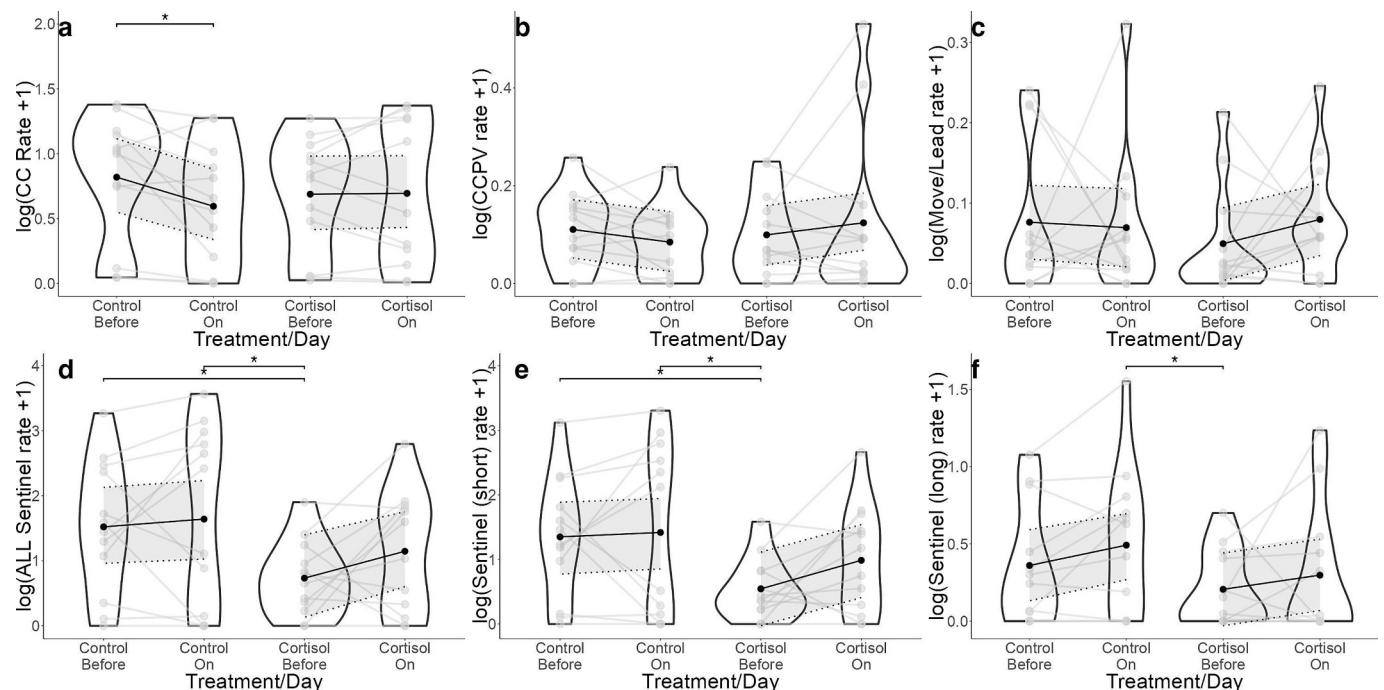 a
*
log(CC Rate +1)
2.0
1.5
1.0
0.5
0.0
Control Before
Control On
Cortisol Before
Cortisol On
Treatment/Day
b
log(CCPV rate +1)
0.4
0.2
0.0
Control Before
Control On
Cortisol Before
Cortisol On
Treatment/Day
c
log(Move/Lead rate +1)
0.3
0.2
0.1
0.0
Control Before
Control On
Cortisol Before
Cortisol On
Treatment/Day
d
*
*
log(ALL Sentinel rate +1)
4
3
2
1
0
Control Before
Control On
Cortisol Before
Cortisol On
Treatment/Day
e
*
*
log(Sentinel (short) rate +1)
4
3
2
1
0
Control Before
Control On
Cortisol Before
Cortisol On
Treatment/Day
f
*
log(Sentinel (long) rate +1)
1.5
1.0
0.5
0.0
Control Before
Control On
Cortisol Before
Cortisol On
Treatment/Day